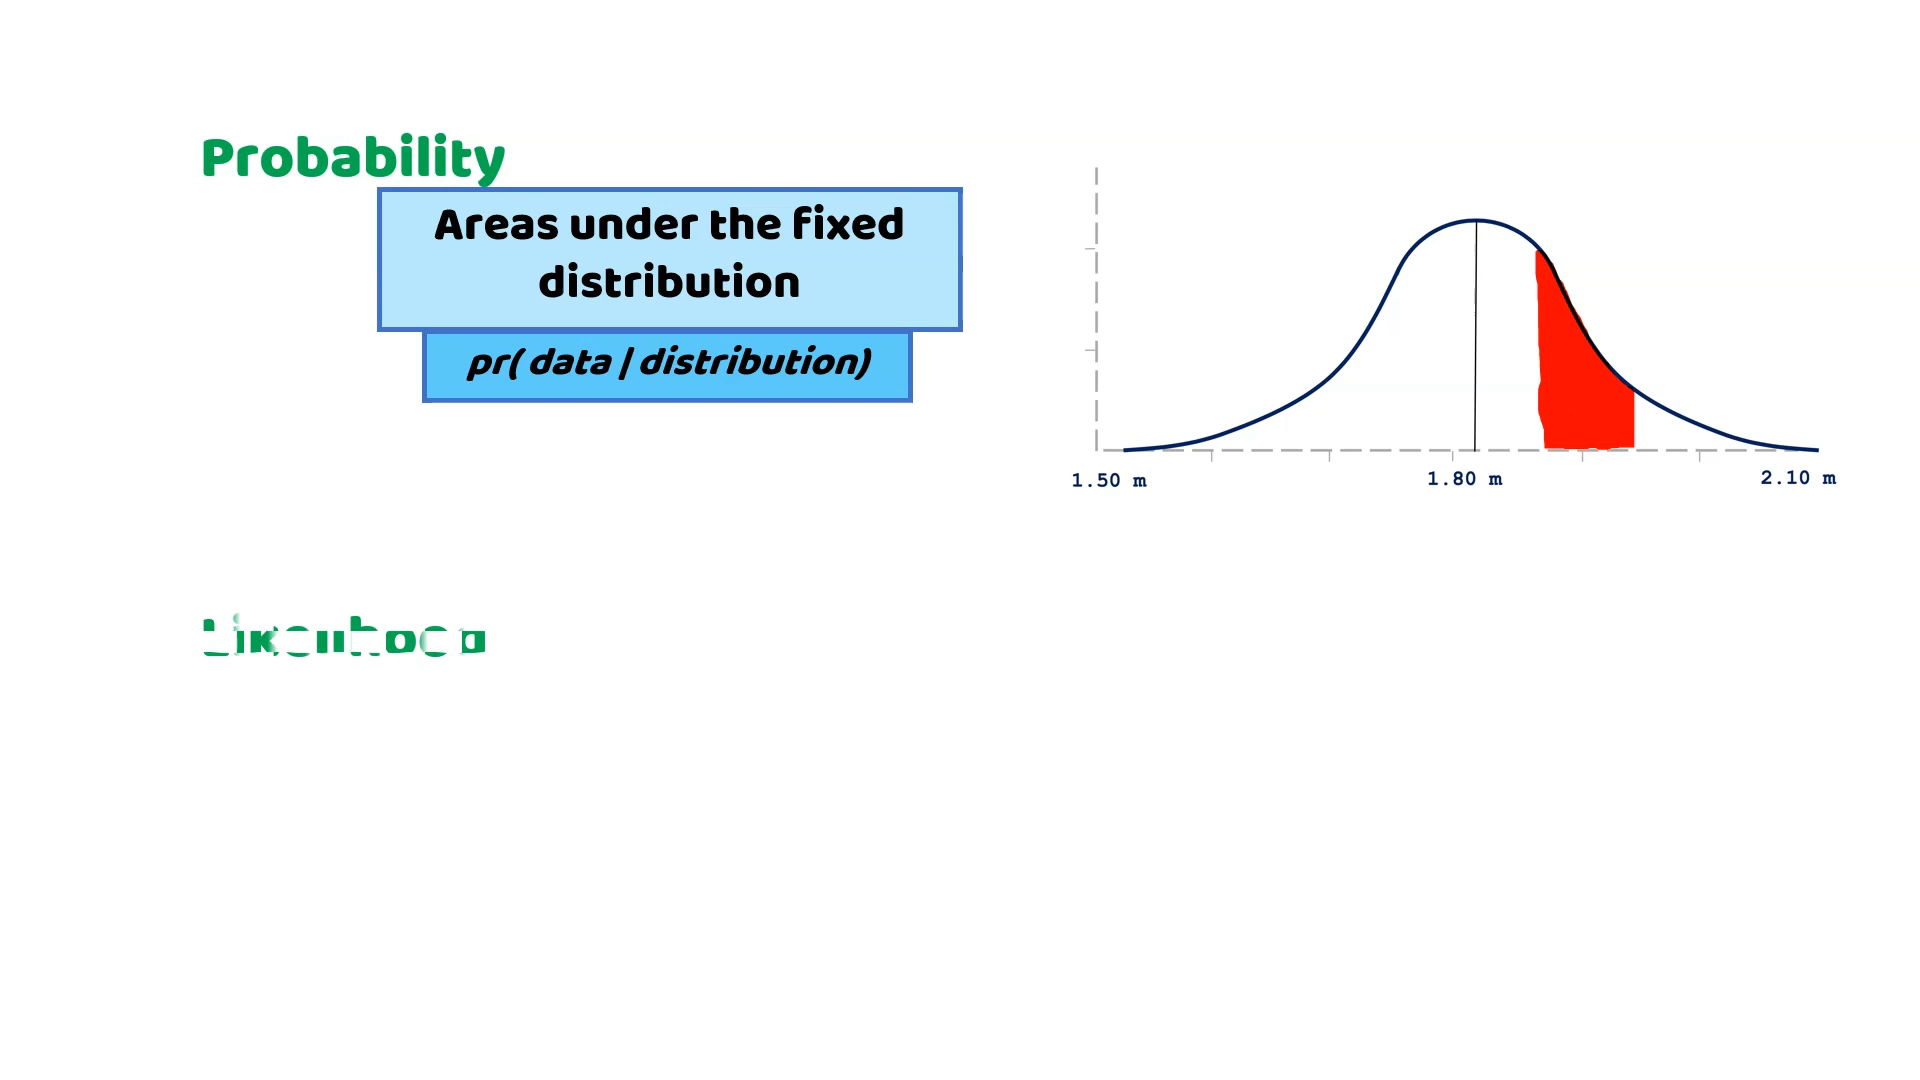 Probability
Areas under the fixed
distribution
pr( data | distribution)
1.50 m
1.80 m
2.10 m
Likelihood